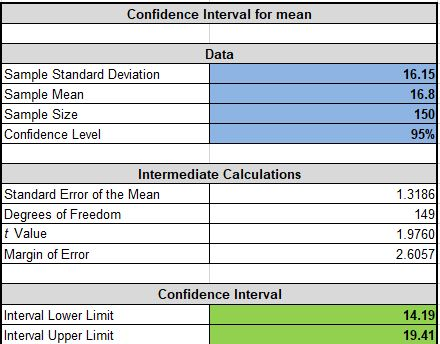 Confidence Interval for mean
Data
Sample Standard Deviation 16.15
Sample Mean 16.8
Sample Size 150
Confidence Level 95%
Intermediate Calculations
Standard Error of the Mean 1.3186
Degrees of Freedom 149
t Value 1.9760
Margin of Error 2.6057
Confidence Interval
Interval Lower Limit 14.19
Interval Upper Limit 19.41